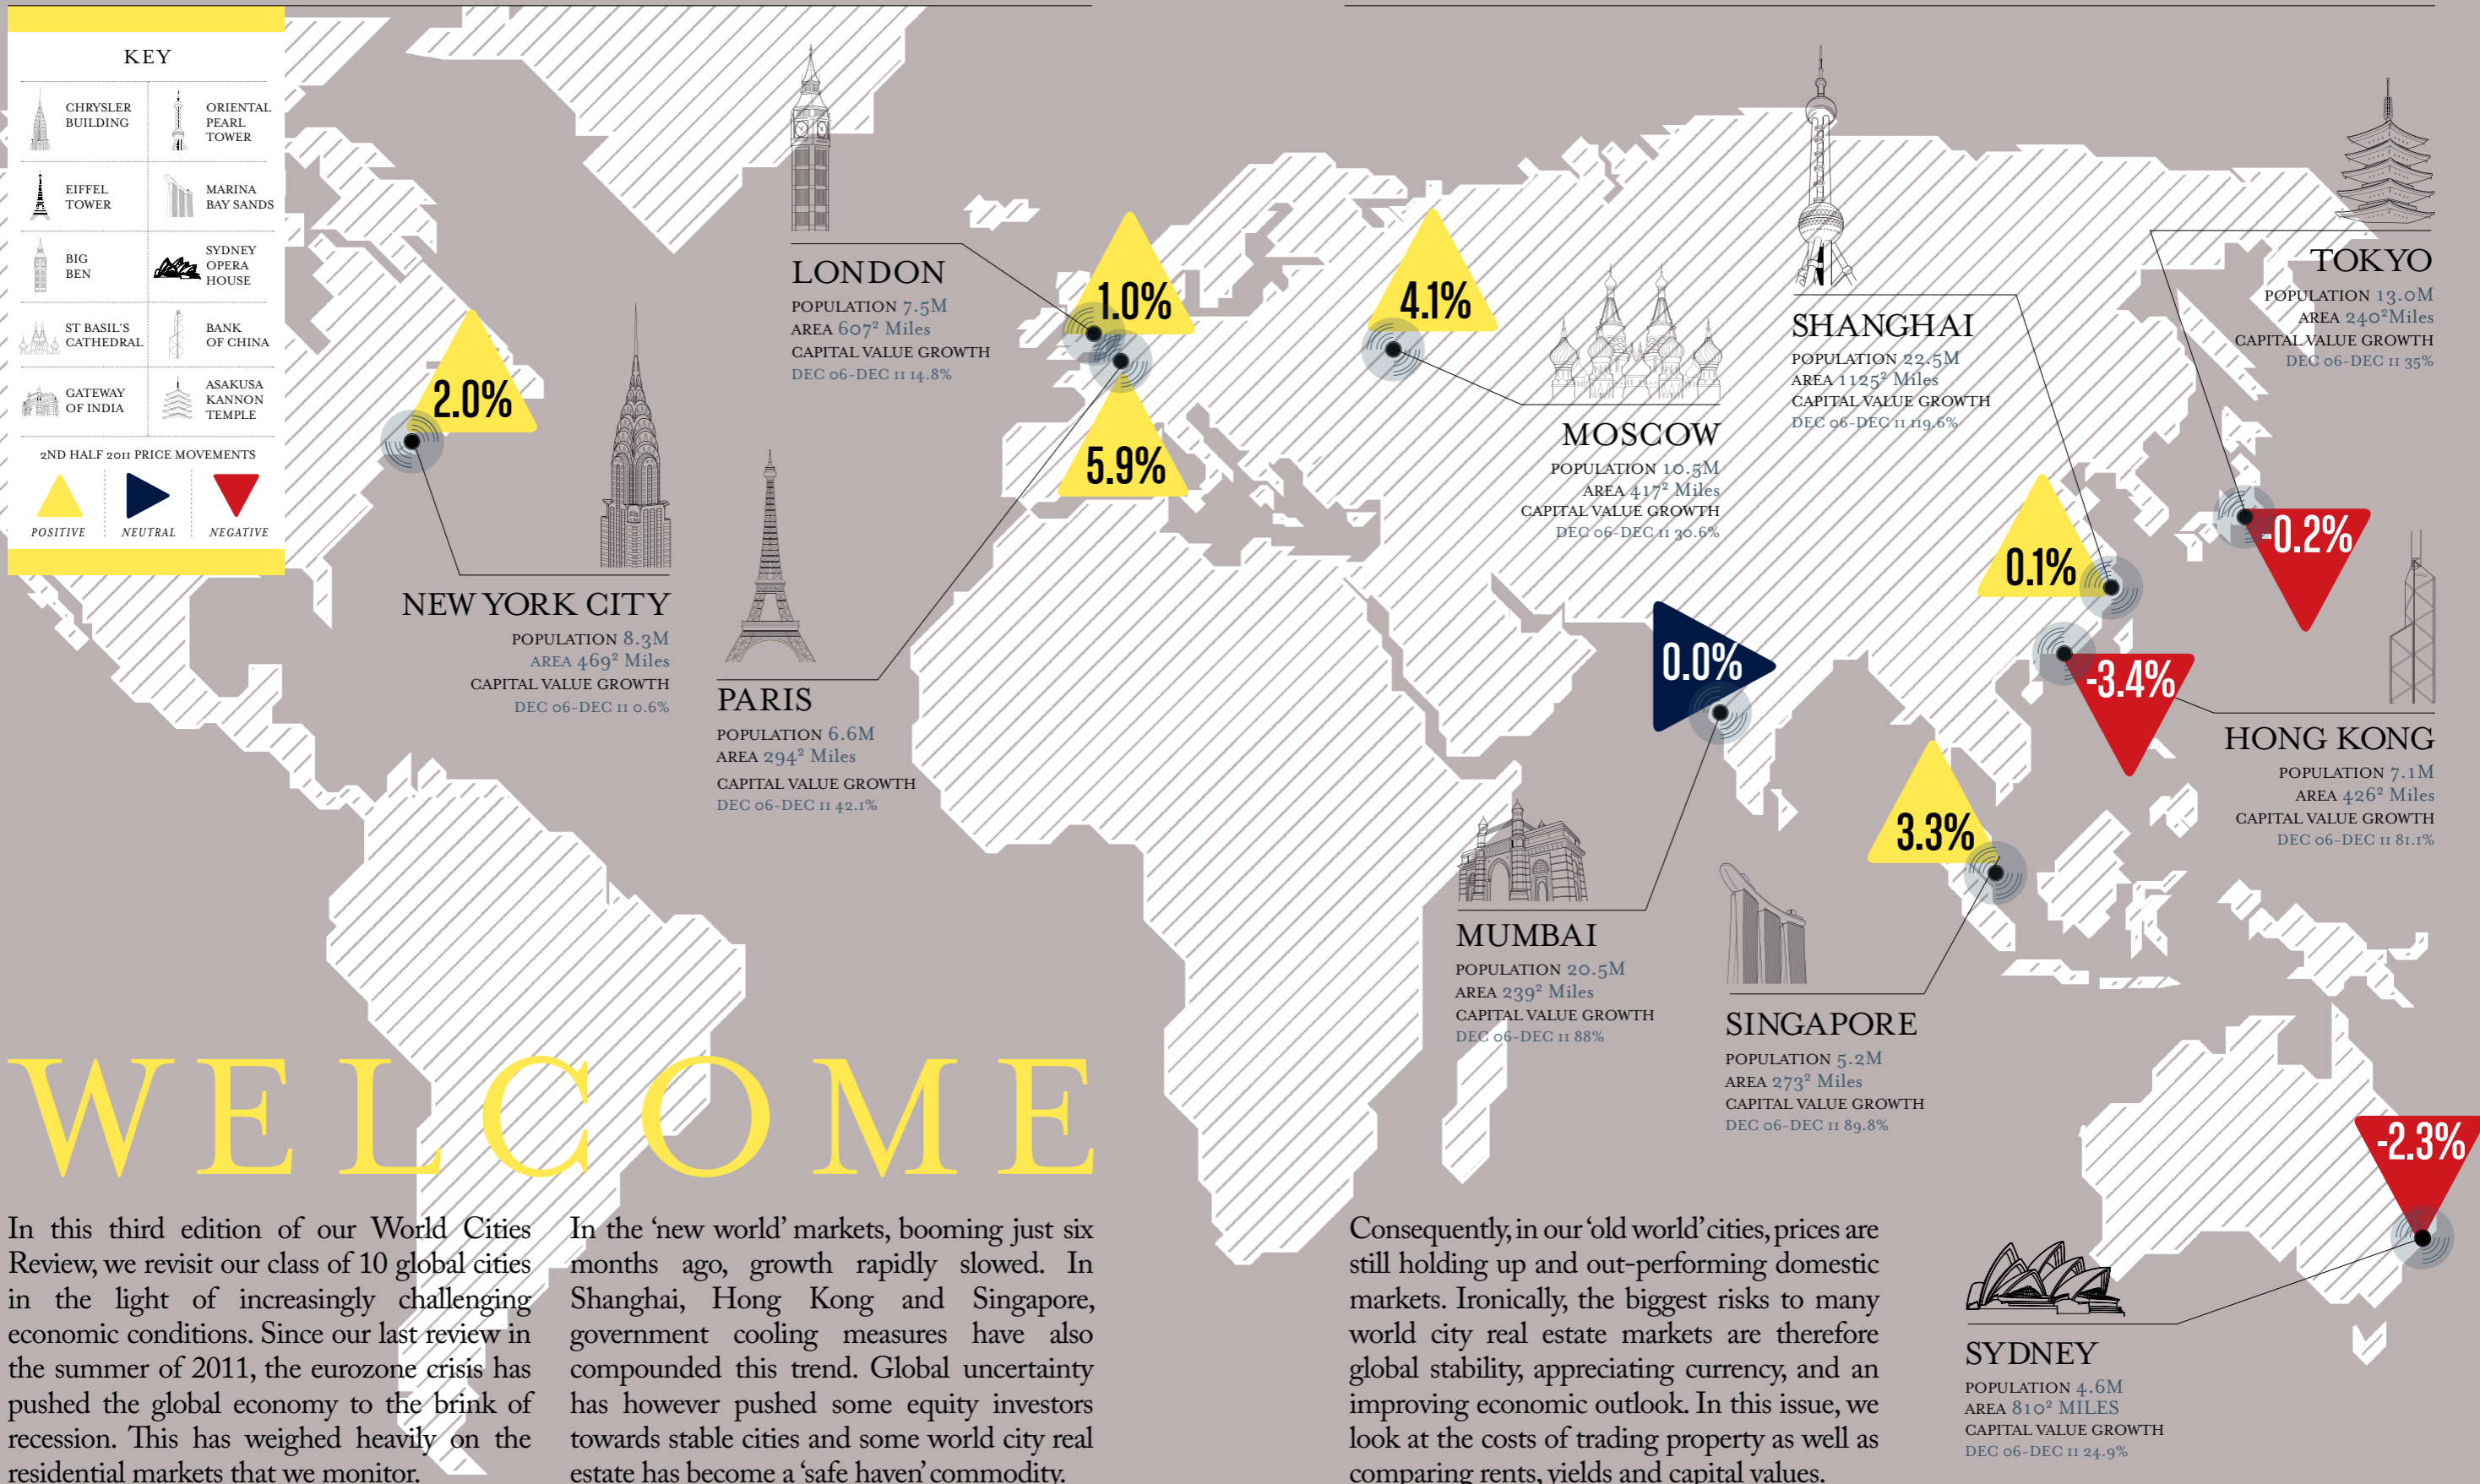 KEY
CHRYSLER
BUILDING
ORIENTAL
PEARL
TOWER
EIFFEL
TOWER
MARINA
BAY SANDS
BIG
BEN
SYDNEY
OPERA
HOUSE
ST BASIL'S
CATHEDRAL
BANK
OF CHINA
GATEWAY
OF INDIA
ASAKUSA
KANNON
TEMPLE
2ND HALF 2011 PRICE MOVEMENTS
POSITIVE
NEUTRAL
NEGATIVE
2.0%
NEW YORK CITY
POPULATION 8.3M
AREA 469² Miles
CAPITAL VALUE GROWTH
DEC 06-DEC 11 0.6%
LONDON
POPULATION 7.5M
AREA 607² Miles
CAPITAL VALUE GROWTH
DEC 06-DEC 11 14.8%
1.0%
5.9%
PARIS
POPULATION 6.6M
AREA 294² Miles
CAPITAL VALUE GROWTH
DEC 06-DEC 11 42.1%
4.1%
MOSCOW
POPULATION 10.5M
AREA 417² Miles
CAPITAL VALUE GROWTH
DEC 06-DEC 11 30.6%
SHANGHAI
POPULATION 22.5M
AREA 1125² Miles
CAPITAL VALUE GROWTH
DEC 06-DEC 11 119.6%
0.1%
TOKYO
POPULATION 13.0M
AREA 240²Miles
CAPITAL VALUE GROWTH
DEC 06-DEC 11 35%
-0.2%
-3.4%
HONG KONG
POPULATION 7.1M
AREA 426² Miles
CAPITAL VALUE GROWTH
DEC 06-DEC 11 81.1%
0.0%
MUMBAI
POPULATION 20.5M
AREA 239² Miles
CAPITAL VALUE GROWTH
DEC 06-DEC 11 88%
3.3%
SINGAPORE
POPULATION 5.2M
AREA 273² Miles
CAPITAL VALUE GROWTH
DEC 06-DEC 11 89.8%
-2.3%
SYDNEY
POPULATION 4.6M
AREA 810² MILES
CAPITAL VALUE GROWTH
DEC 06-DEC 11 24.9%
WELCOME
In this third edition of our World Cities
Review, we revisit our class of 10 global cities
in the light of increasingly challenging
economic conditions. Since our last review in
the summer of 2011, the eurozone crisis has
pushed the global economy to the brink of
recession. This has weighed heavily on the
residential markets that we monitor.
In the 'new world' markets, booming just six
months ago, growth rapidly slowed. In
Shanghai, Hong Kong and Singapore,
government cooling measures have also
compounded this trend. Global uncertainty
has however pushed some equity investors
towards stable cities and some world city real
estate has become a 'safe haven' commodity.
Consequently, in our 'old world' cities, prices are
still holding up and out-performing domestic
markets. Ironically, the biggest risks to many
world city real estate markets are therefore
global stability, appreciating currency, and an
improving economic outlook. In this issue, we
look at the costs of trading property as well as
comparing rents, yields and capital values.